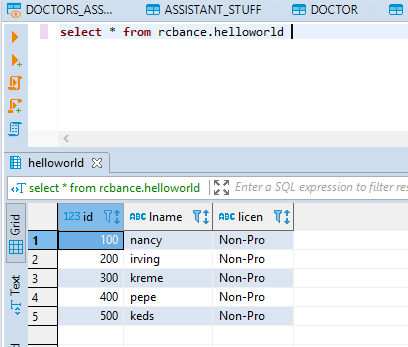 DOCTORS_ASS... ASSISTANT_STUFF DOCTOR
select * from rcbance.helloworld
helloworld
select * from rcbance.helloworld Enter a SQL expression to filter res
Grid
Text
123 id ABC lname ABC licen
1 100 nancy Non-Pro
2 200 irving Non-Pro
3 300 kreme Non-Pro
4 400 pepe Non-Pro
5 500 keds Non-Pro